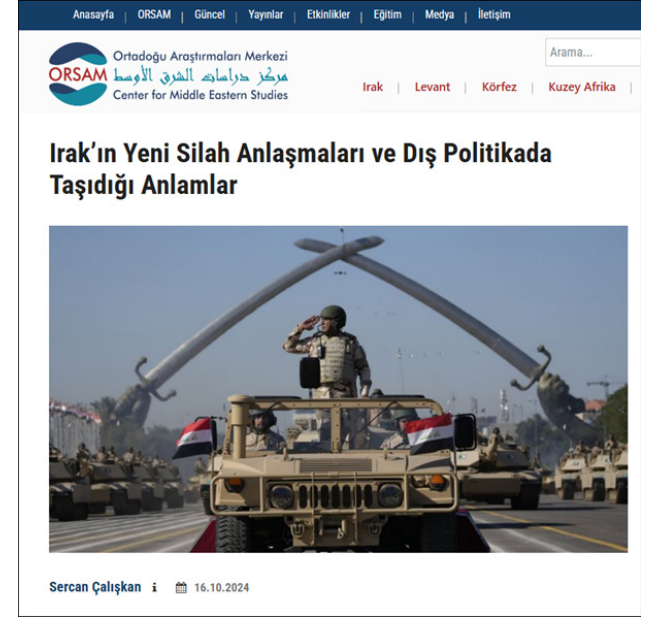 Anasayfa | ORSAM | Güncel | Yayınlar | Etkinlikler | Eğitim | Medya | İletişim
Ortadoğu Araştırmaları Merkezi
ORSAM مركز دراسات الشرق الأوسط
Center for Middle Eastern Studies
Arama...
Irak | Levant | Körfez | Kuzey Afrika |
Irak’ın Yeni Silah Anlaşmaları ve Dış Politikada
Taşıdığı Anlamlar
Sercan Çalışkan i 16.10.2024